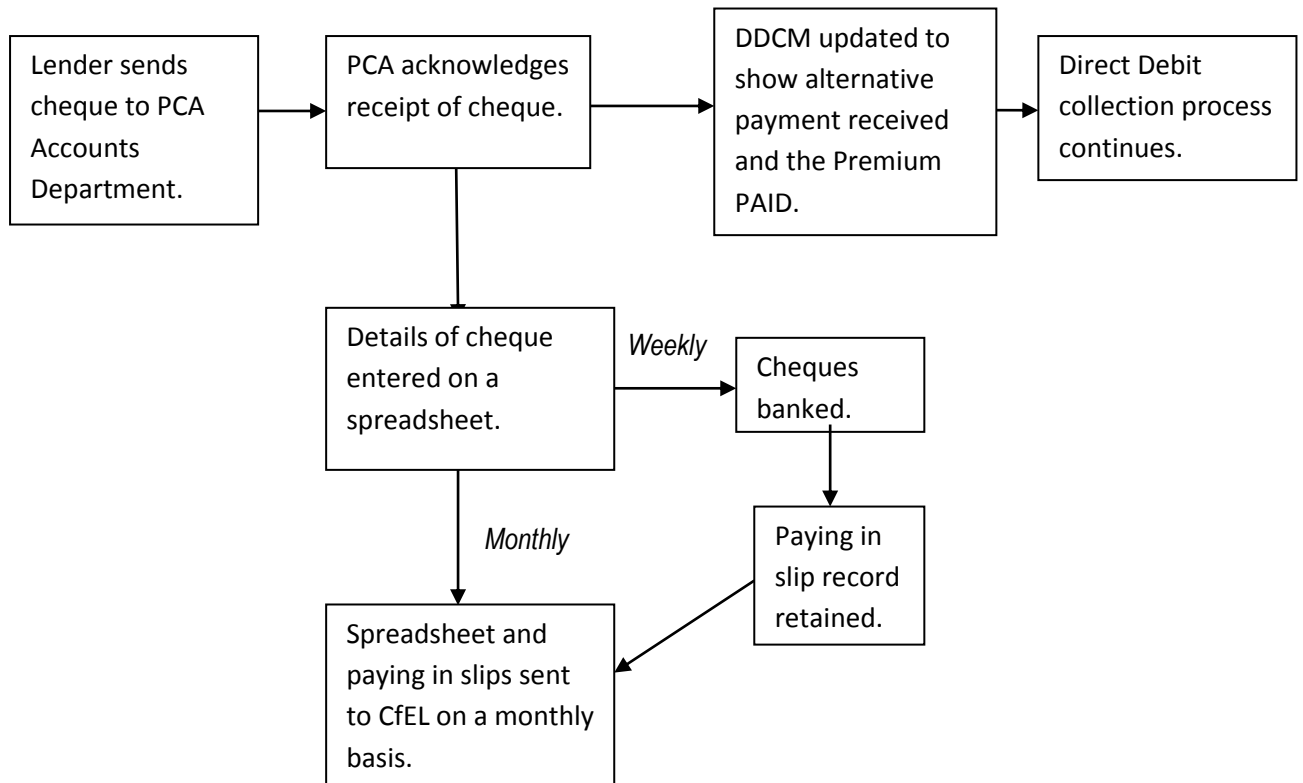 Lender sends
cheque to PCA
Accounts
Department.
PCA acknowledges
receipt of cheque.
DDCM updated to
show alternative
payment received
and the Premium
PAID.
Direct Debit
collection process
continues.
Details of cheque
entered on a
spreadsheet.
Weekly
Cheques
banked.
Monthly
Paying in
slip record
retained.
Spreadsheet and
paying in slips sent
to CfEL on a monthly
basis.